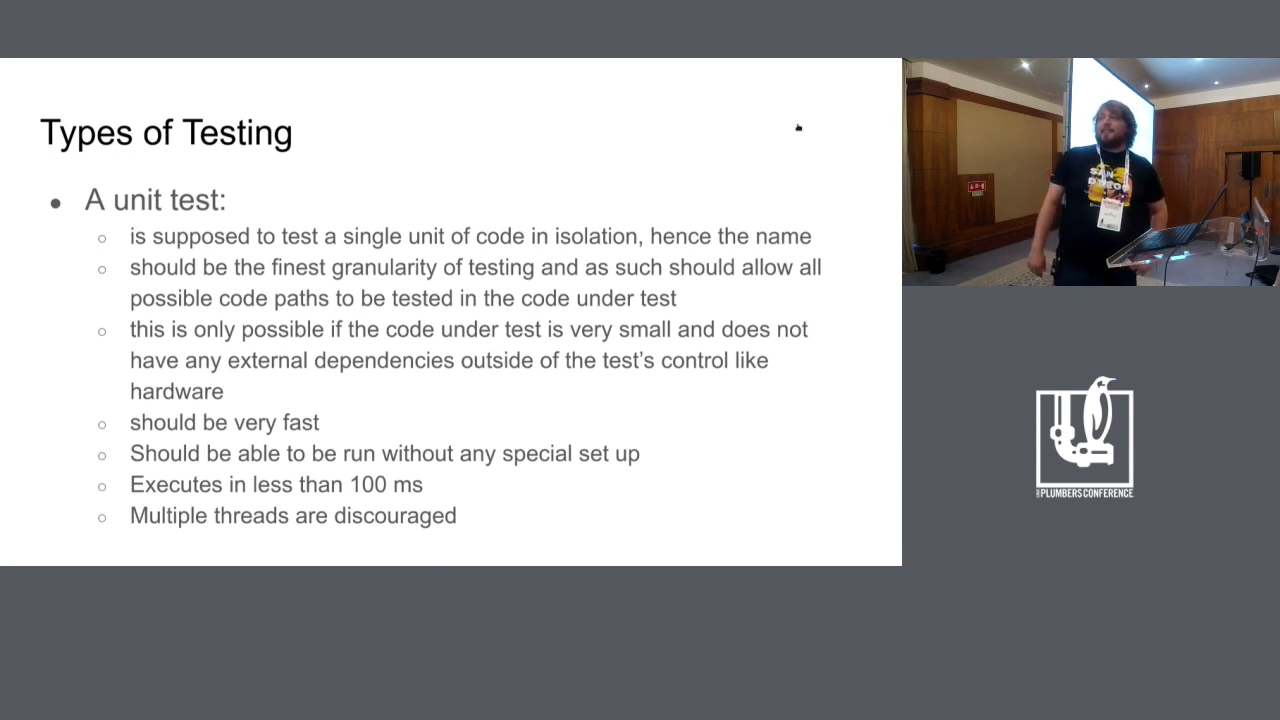 Types of Testing
● A unit test:
○ is supposed to test a single unit of code in isolation, hence the name
○ should be the finest granularity of testing and as such should allow all
possible code paths to be tested in the code under test
○ this is only possible if the code under test is very small and does not
have any external dependencies outside of the test’s control like
hardware
○ should be very fast
○ Should be able to be run without any special set up
○ Executes in less than 100 ms
○ Multiple threads are discouraged
SAN
DIEGO
PLUMBERS CONFERENCE